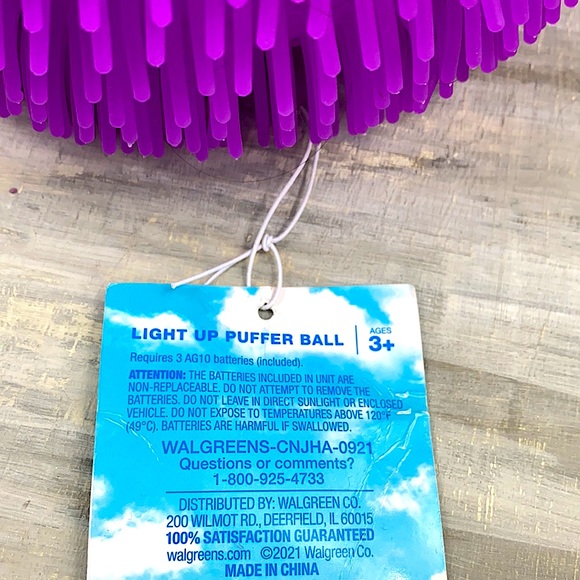 LIGHT UP PUFFER BALL
AGES
3+
Requires 3 AG10 batteries (included).
ATTENTION: THE BATTERIES INCLUDED IN UNIT ARE
NON-REPLACEABLE. DO NOT ATTEMPT TO REMOVE THE
BATTERIES. DO NOT LEAVE IN DIRECT SUNLIGHT OR ENCLOSED
VEHICLE. DO NOT EXPOSE TO TEMPERATURES ABOVE 120°F
(49°C). BATTERIES ARE HARMFUL IF SWALLOWED.
WALGREENS-CNJHA-0921
Questions or comments?
1-800-925-4733
DISTRIBUTED BY: WALGREEN CO.
200 WILMOT RD., DEERFIELD, IL 60015
100% SATISFACTION GUARANTEED
walgreens.com ©2021 Walgreen Co.
MADE IN CHINA